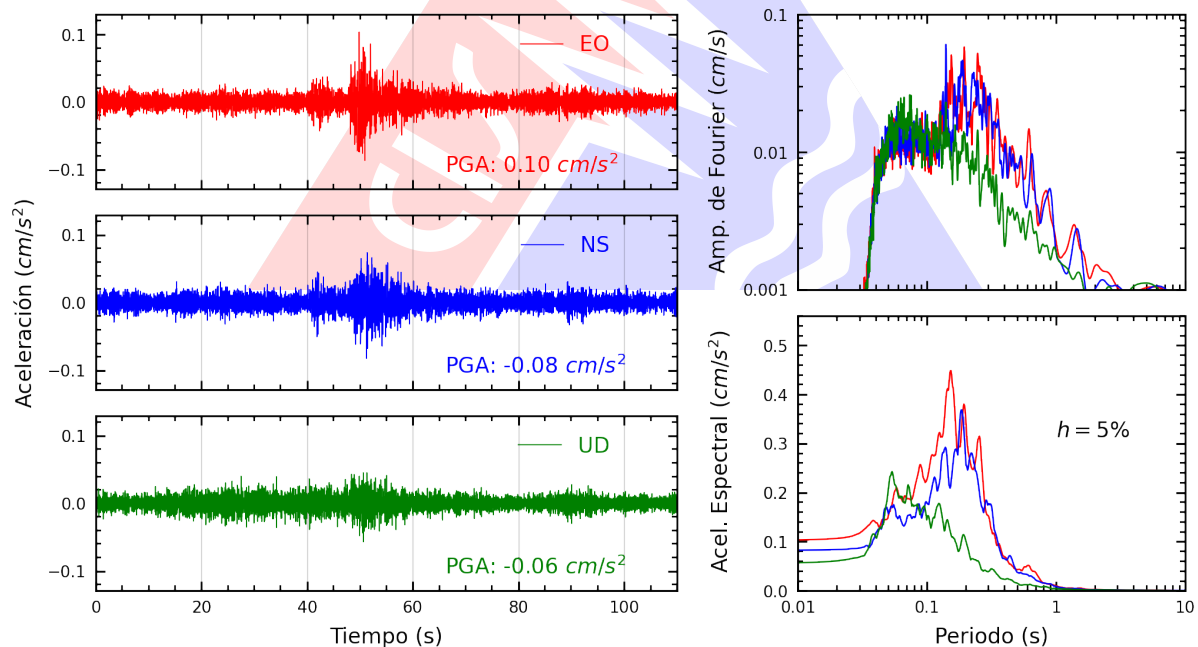 Aceleración (cm/s²)
0.1
0.0
−0.1
EO
PGA: 0.10 cm/s²
0.1
0.0
−0.1
NS
PGA: -0.08 cm/s²
0.1
0.0
−0.1
UD
PGA: -0.06 cm/s²
0 20 40 60 80 100
Tiempo (s)
Amp. de Fourier (cm/s)
0.1
0.01
0.001
Acel. Espectral (cm/s²)
0.5
0.4
0.3
0.2
0.1
0.0
h = 5%
0.01 0.1 1 10
Periodo (s)